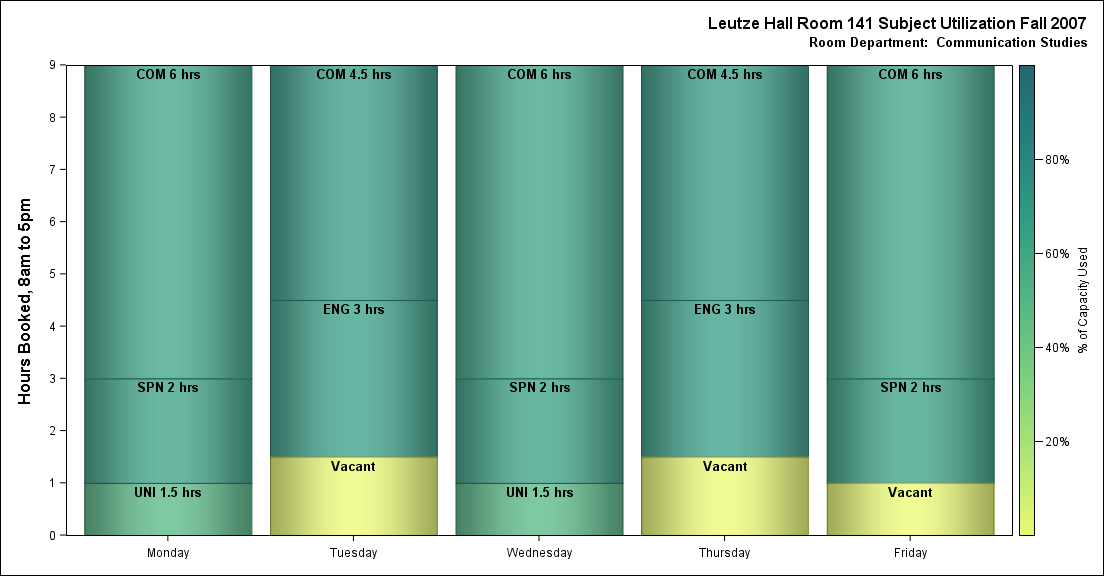 Leutze Hall Room 141 Subject Utilization Fall 2007
Room Department:  Communication Studies
Hours Booked, 8am to 5pm
9
8
7
6
5
4
3
2
1
0
COM 6 hrs
SPN 2 hrs
UNI 1.5 hrs
COM 4.5 hrs
ENG 3 hrs
Vacant
COM 6 hrs
SPN 2 hrs
UNI 1.5 hrs
COM 4.5 hrs
ENG 3 hrs
Vacant
COM 6 hrs
SPN 2 hrs
Vacant
Monday
Tuesday
Wednesday
Thursday
Friday
80%
60%
40%
20%
% of Capacity Used